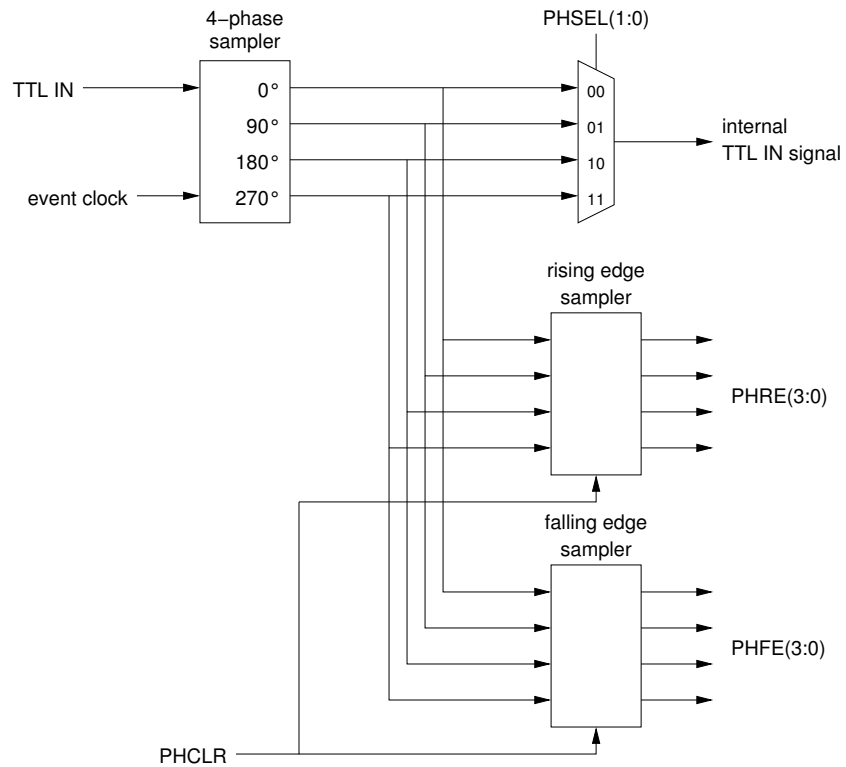 4−phase
sampler
PHSEL(1:0)
TTL IN
0°
90°
180°
270°
event clock
00
01
10
11
internal
TTL IN signal
rising edge
sampler
PHRE(3:0)
falling edge
sampler
PHFE(3:0)
PHCLR